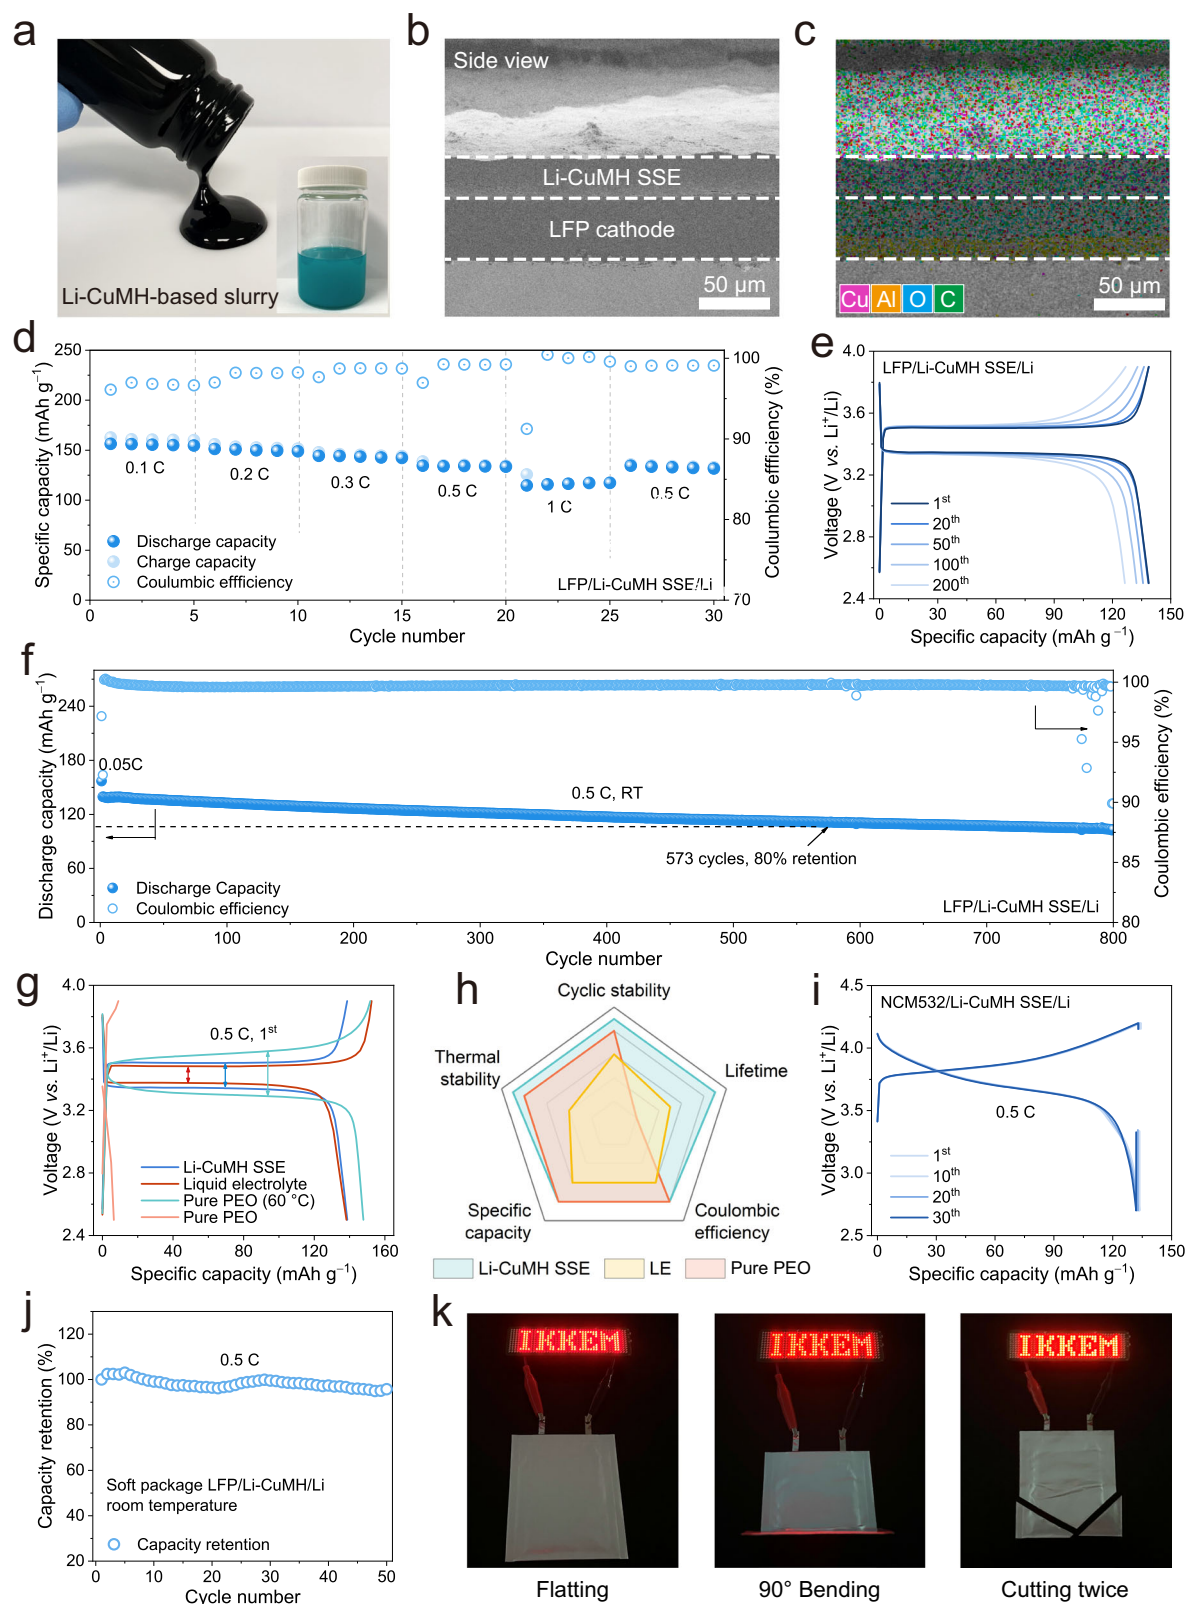 a
Li-CuMH-based slurry
b
Side view
Li-CuMH SSE
LFP cathode
50 μm
c
Cu Al O C
50 μm
d
Specific capacity (mAh g⁻¹)
250
200
150
100
50
0
0.1 C
0.2 C
0.3 C
0.5 C
1 C
0.5 C
Discharge capacity
Charge capacity
Coulumbic effficiency
LFP/Li-CuMH SSE/Li
100
90
80
70
Coulumbic effficiency (%)
0 5 10 15 20 25 30
Cycle number
e
Voltage (V vs. Li⁺/Li)
4.0
3.6
3.2
2.8
2.4
LFP/Li-CuMH SSE/Li
1st
20th
50th
100th
200th
0 30 60 90 120 150
Specific capacity (mAh g⁻¹)
f
Discharge capacity (mAh g⁻¹)
240
180
120
60
0
0.05C
0.5 C, RT
573 cycles, 80% retention
Discharge Capacity
Coulombic efficiency
LFP/Li-CuMH SSE/Li
100
95
90
85
80
Coulombic efficiency (%)
0 100 200 300 400 500 600 700 800
Cycle number
g
Voltage (V vs. Li⁺/Li)
4.0
3.6
3.2
2.8
2.4
0.5 C, 1st
Li-CuMH SSE
Liquid electrolyte
Pure PEO (60 °C)
Pure PEO
0 40 80 120 160
Specific capacity (mAh g⁻¹)
h
Cyclic stability
Thermal
stability
Lifetime
Specific
capacity
Coulombic
efficiency
Li-CuMH SSE
LE
Pure PEO
i
Voltage (V vs. Li⁺/Li)
4.5
4.0
3.5
3.0
2.5
NCM532/Li-CuMH SSE/Li
0.5 C
1st
10th
20th
30th
0 30 60 90 120 150
Specific capacity (mAh g⁻¹)
j
Capacity retention (%)
120
100
80
60
40
20
0.5 C
Soft package LFP/Li-CuMH/Li
room temperature
Capacity retention
0 10 20 30 40 50
Cycle number
k
IKKEM
IKKEM
IKKEM
Flatting
90° Bending
Cutting twice